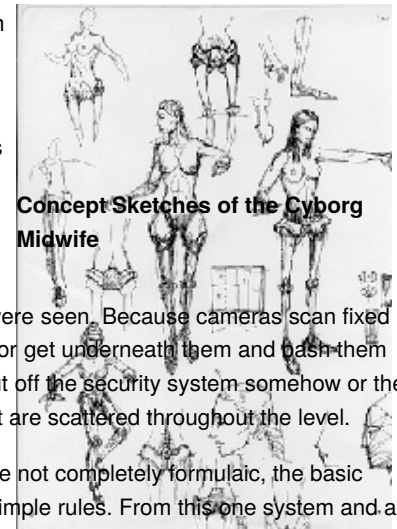 Concept Sketches of the Cyborg
Midwife
were seen. Because cameras scan fixed
or get underneath them and bash them
off the security system somehow or the
are scattered throughout the level.
not completely formulaic, the basic
simple rules. From this one system and a